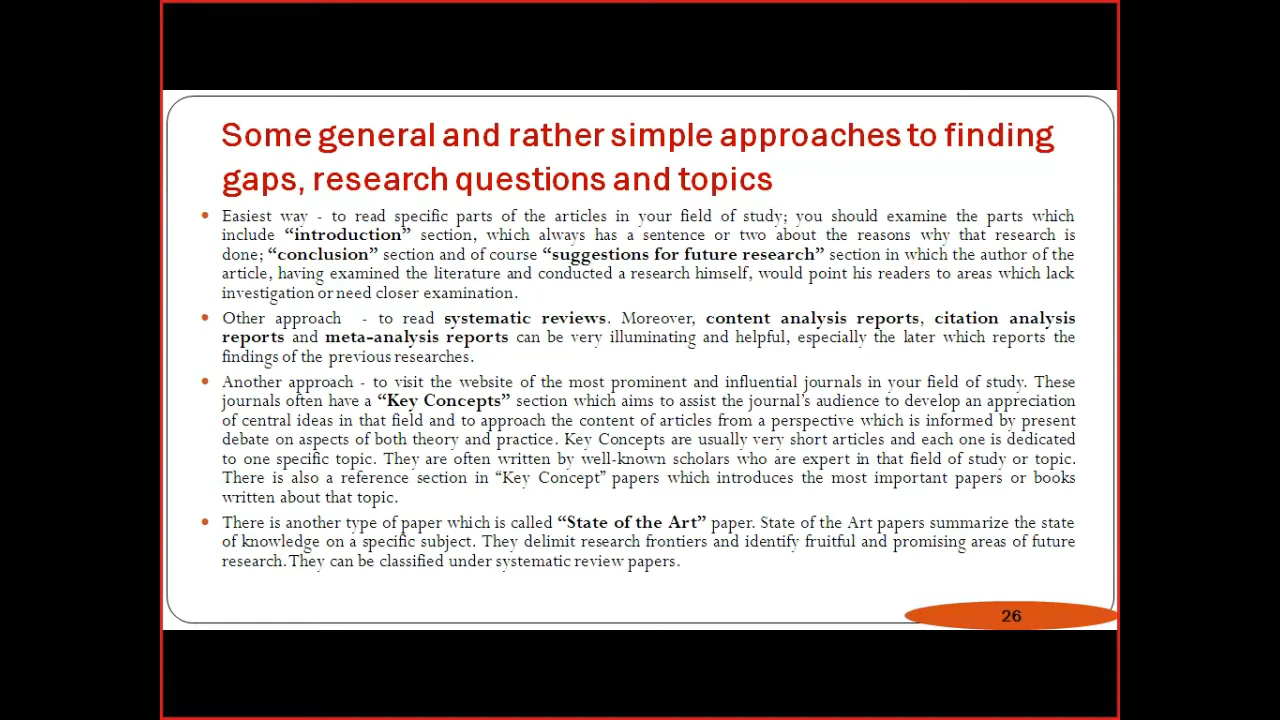 Some general and rather simple approaches to finding
gaps, research questions and topics
• Easiest way - to read specific parts of the articles in your field of study; you should examine the parts which
include “introduction” section, which always has a sentence or two about the reasons why that research is
done; “conclusion” section and of course “suggestions for future research” section in which the author of the
article, having examined the literature and conducted a research himself, would point his readers to areas which lack
investigation or need closer examination.
• Other approach - to read systematic reviews. Moreover, content analysis reports, citation analysis
reports and meta-analysis reports can be very illuminating and helpful, especially the later which reports the
findings of the previous researches.
• Another approach - to visit the website of the most prominent and influential journals in your field of study. These
journals often have a “Key Concepts” section which aims to assist the journal’s audience to develop an appreciation
of central ideas in that field and to approach the content of articles from a perspective which is informed by present
debate on aspects of both theory and practice. Key Concepts are usually very short articles and each one is dedicated
to one specific topic. They are often written by well-known scholars who are expert in that field of study or topic.
There is also a reference section in “Key Concept” papers which introduces the most important papers or books
written about that topic.
• There is another type of paper which is called “State of the Art” paper. State of the Art papers summarize the state
of knowledge on a specific subject. They delimit research frontiers and identify fruitful and promising areas of future
research. They can be classified under systematic review papers.
26